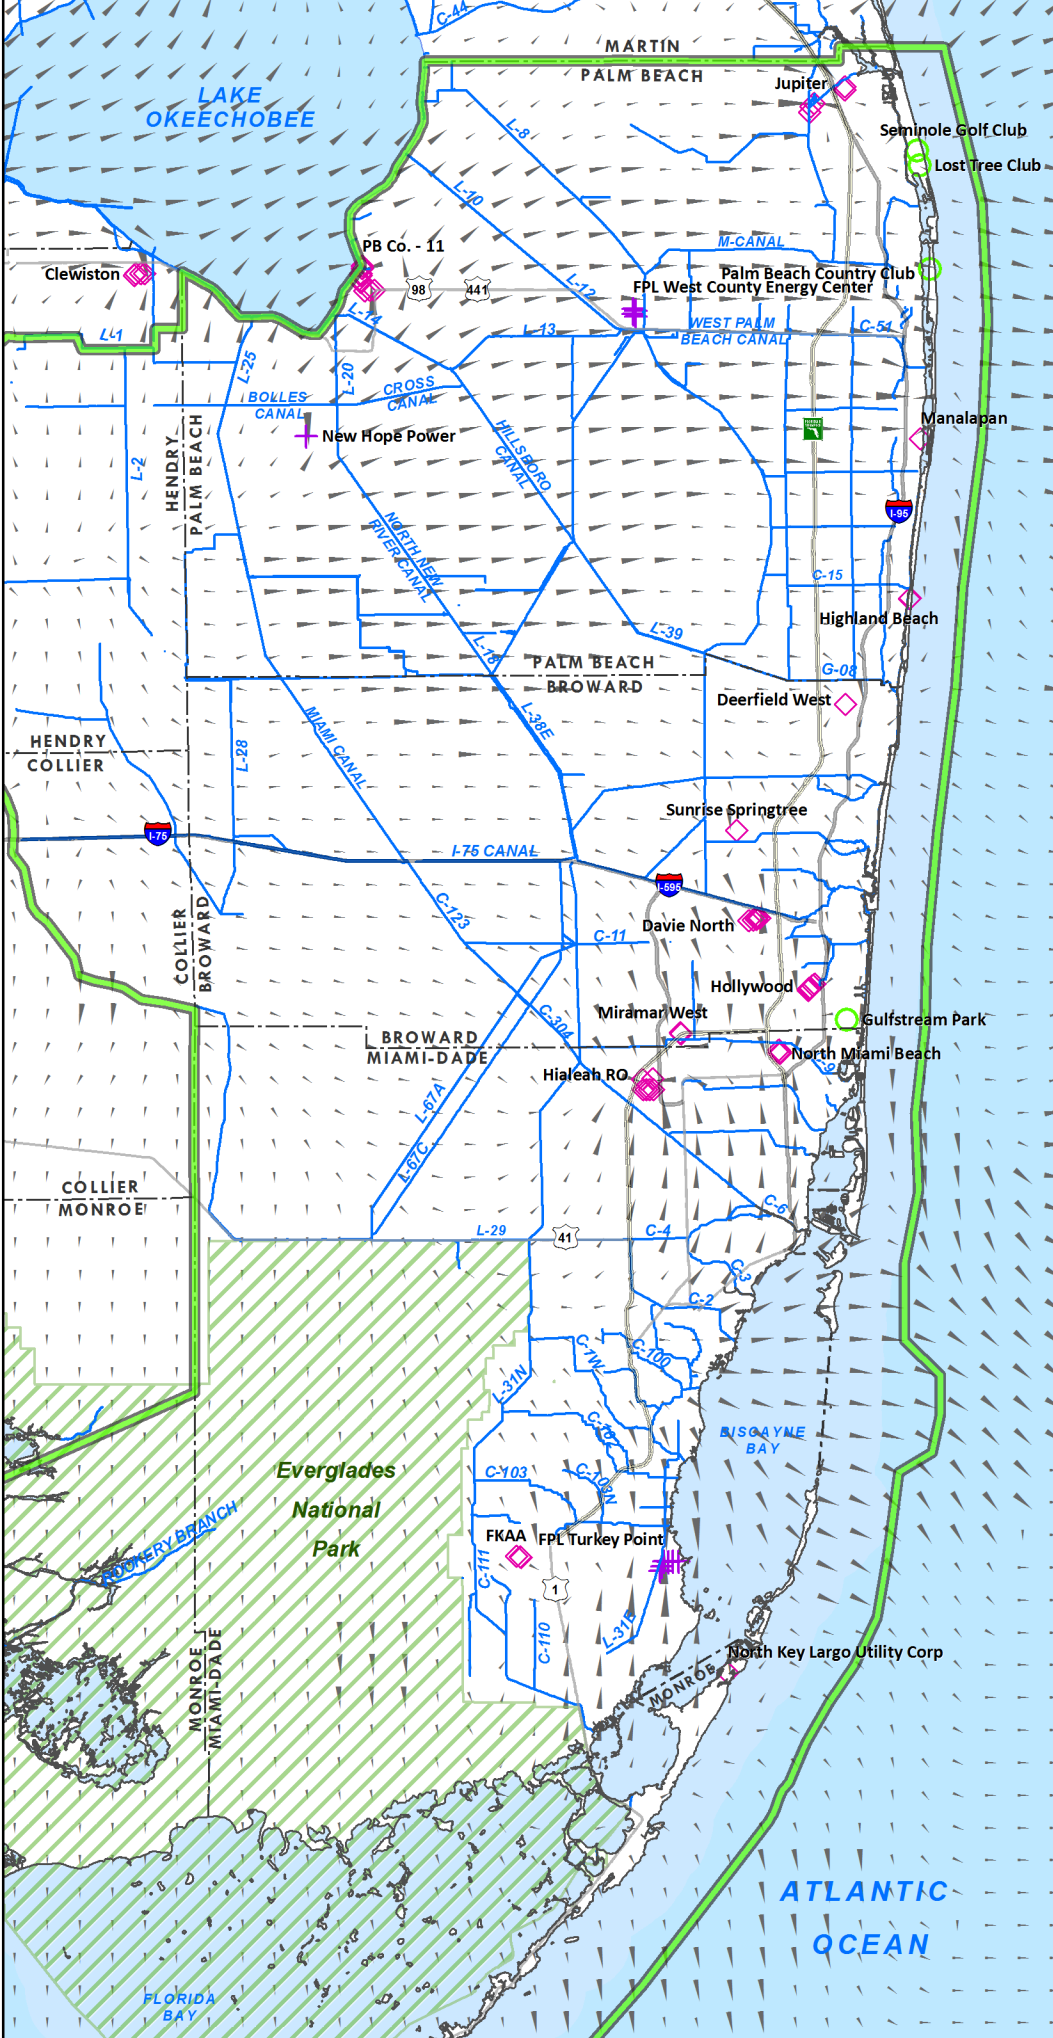 C-44
MARTIN
PALM BEACH
LAKE
OKEECHOBEE
Jupiter
L-8
Seminole Golf Club
Lost Tree Club
L-10
M-CANAL
PB Co. - 11
Clewiston
Palm Beach Country Club
FPL West County Energy Center
98
441
L-12
L-14
L-13
WEST PALM
BEACH CANAL
C-51
L-1
L-25
L-20
CROSS
CANAL
BOLLES
CANAL
Manalapan
New Hope Power
HENDRY
PALM BEACH
L-2
HILLSBORO
CANAL
I-95
NORTH NEW
RIVER CANAL
C-15
Highland Beach
L-39
L-18
PALM BEACH
BROWARD
G-08
Deerfield West
L-38E
MIAMI CANAL
HENDRY
COLLIER
L-28
Sunrise Springtree
I-75
I-75 CANAL
I-595
C-123
COLLIER
BROWARD
Davie North
C-11
Hollywood
Miramar West
C-304
Gulfstream Park
BROWARD
MIAMI-DADE
North Miami Beach
C-9
Hialeah RO
L-67A
L-67C
COLLIER
MONROE
C-6
L-29
41
C-4
C-3
C-2
C-1W
C-100
L-31N
C-102
BISCAYNE
BAY
Everglades
National
Park
C-103
C-103N
ROOKERY BRANCH
FKAA
FPL Turkey Point
C-111
1
L-31E
C-110
MONROE
MIAMI-DADE
North Key Largo Utility Corp
MONROE
ATLANTIC
OCEAN
FLORIDA
BAY